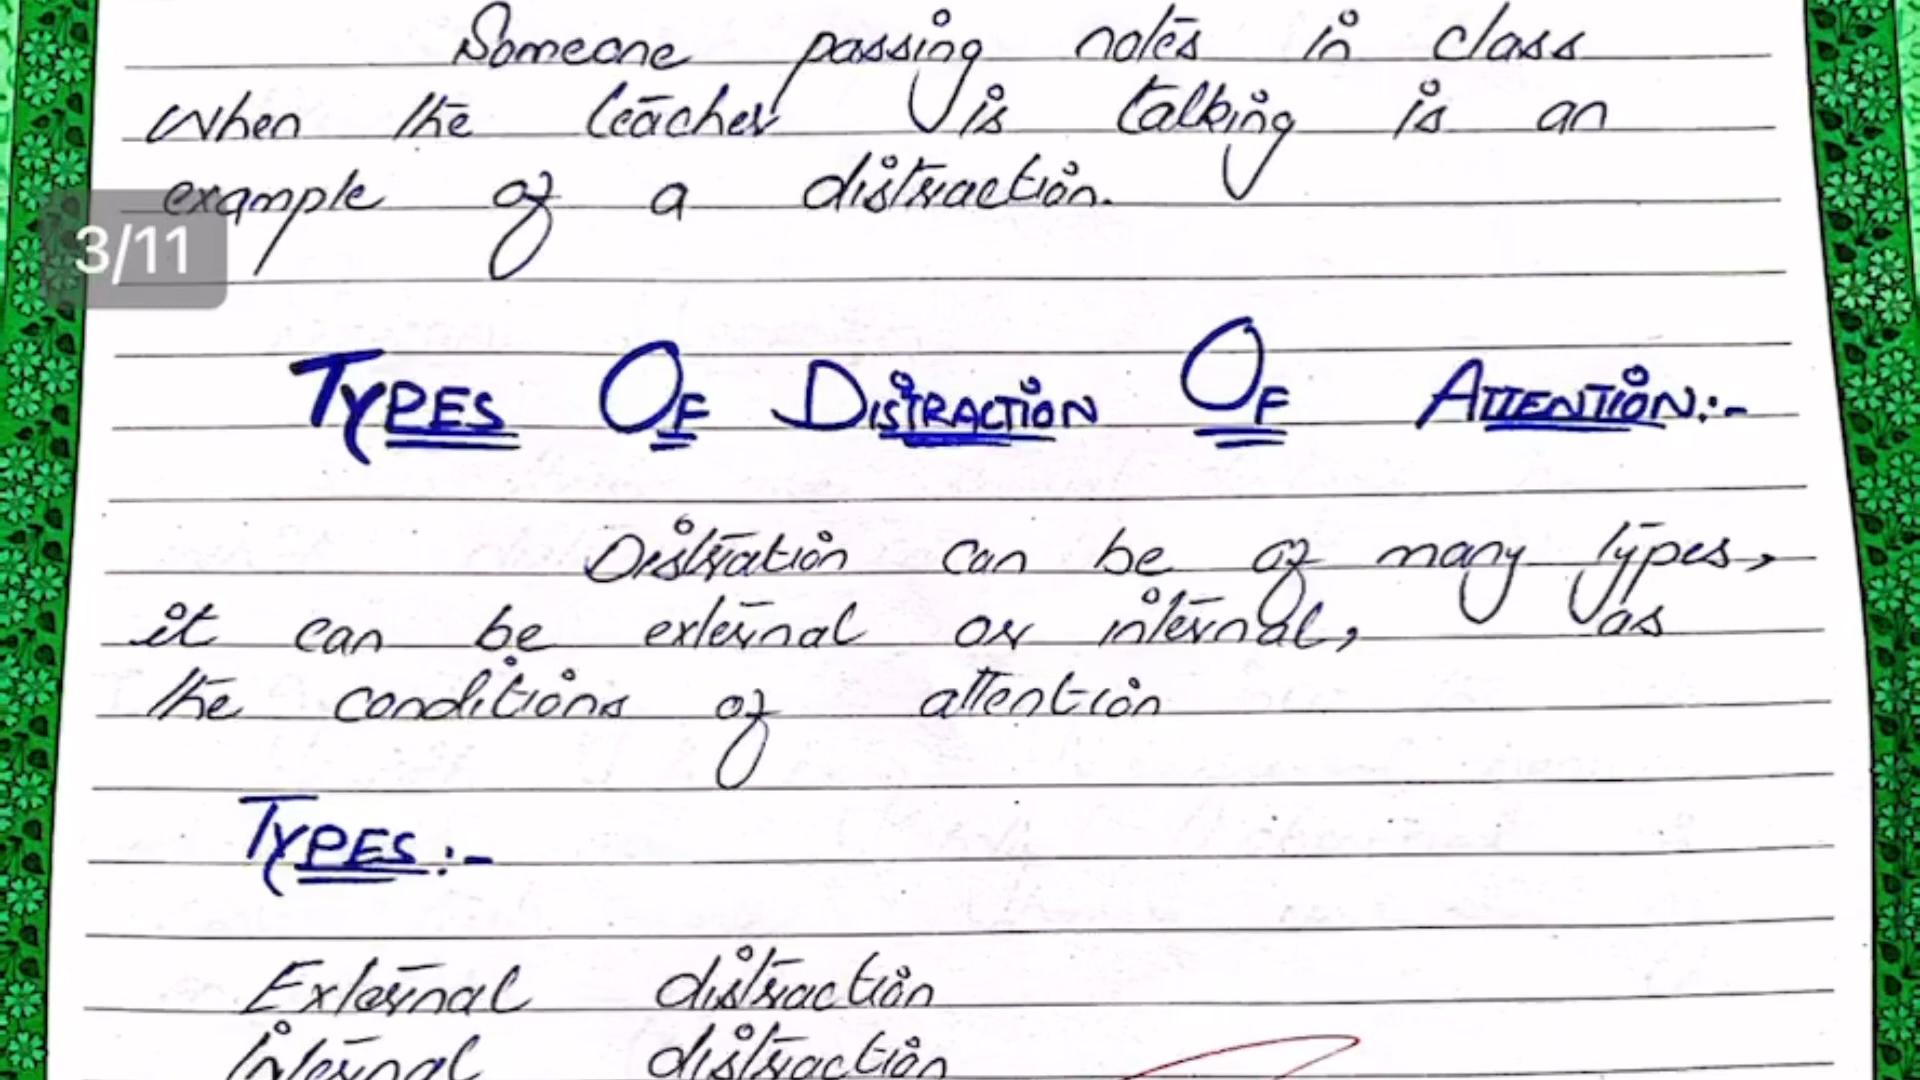 Someone passing notes in class
when the teacher is talking is an
example of a distraction.
3/11
TYPES OF DISTRACTION OF ATTENTION:-
Distration can be of many types,
it can be external or internal, as
the conditions of attention
TYPES:-
External distraction
Internal distraction